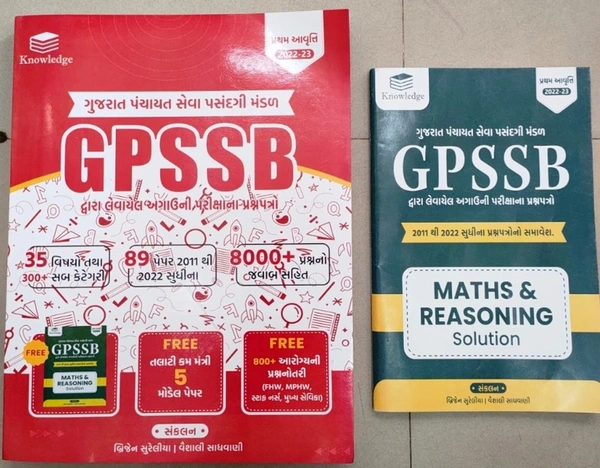 Knowledge
પ્રથમ આવૃત્તિ
2022-23
ગુજરાત પંચાયત સેવા પસંદગી મંડળ
GPSSB
દ્વારા લેવાયેલ અગાઉની પરીક્ષાના પ્રશ્નપત્રો
35 વિષયો તથા
300+ સબ કેટેગરી
89 પેપર 2011 થી
2022 સુધીના
8000+ પ્રશ્નનો
જવાબ સહિત
FREE
GPSSB
MATHS &
REASONING
Solution
FREE
તલાટી કમ મંત્રી
5
મોડેલ પેપર
FREE
800+ આરોગ્યની
પ્રશ્નનોતરી
(FHW, MPHW,
સ્ટાફ નર્સ, મુખ્ય સેવિકા)
સંકલન
બ્રિજેન સુરેલીયા | વૈશાલી સાધવાણી
Knowledge
પ્રથમ આવૃત્તિ
2022-23
ગુજરાત પંચાયત સેવા પસંદગી મંડળ
GPSSB
દ્વારા લેવાયેલ અગાઉની પરીક્ષાના પ્રશ્નપત્રો
2011 થી 2022 સુધીના પ્રશ્નપત્રોનો સમાવેશ.
MATHS &
REASONING
Solution
સંકલન
બ્રિજેન સુરેલીયા | વૈશાલી સાધવાણી